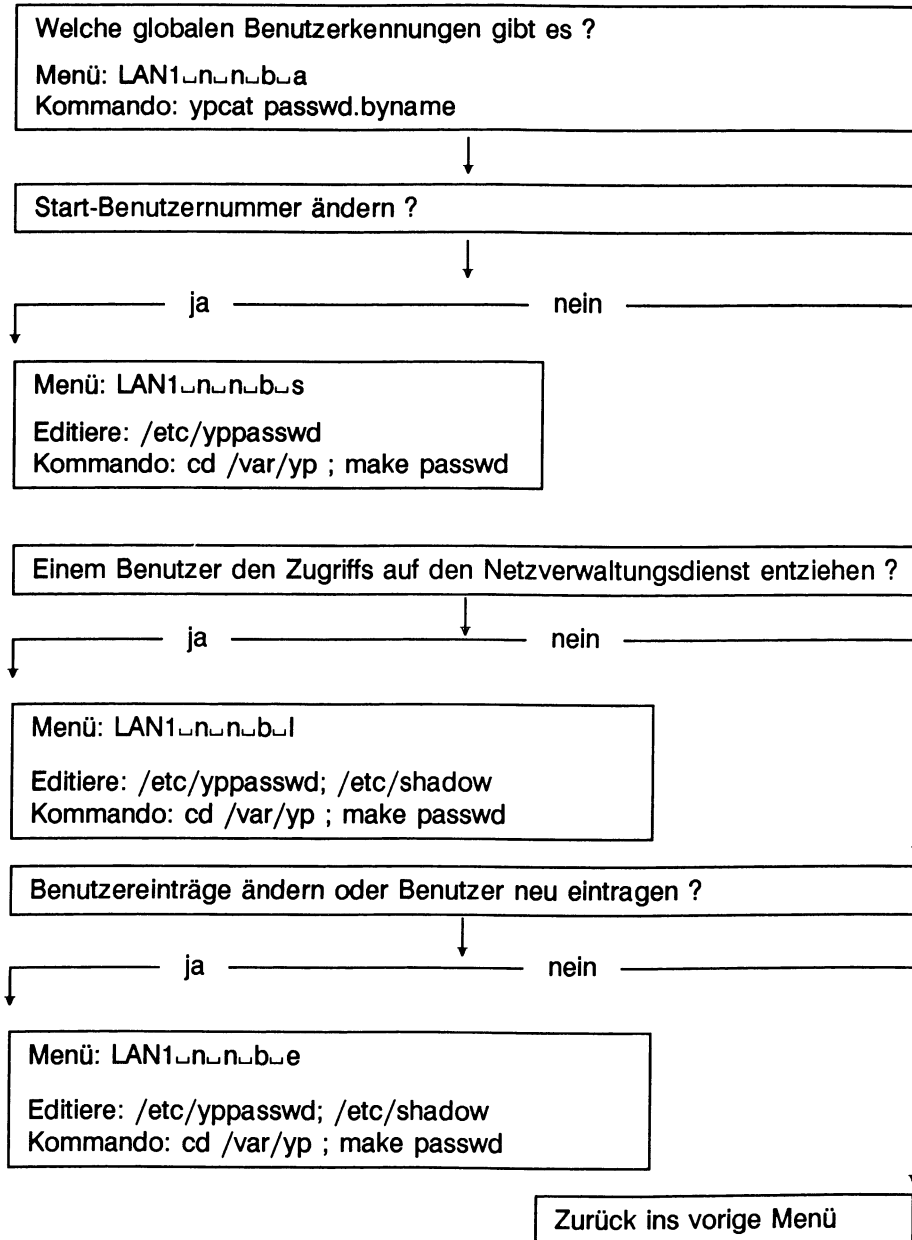 Welche globalen Benutzerkennungen gibt es ?
Menü: LAN1␣n␣n␣b␣a
Kommando: ypcat passwd.byname
Start-Benutzernummer ändern ?
ja nein
Menü: LAN1␣n␣n␣b␣s
Editiere: /etc/yppasswd
Kommando: cd /var/yp ; make passwd
Einem Benutzer den Zugriffs auf den Netzverwaltungsdienst entziehen ?
ja nein
Menü: LAN1␣n␣n␣b␣l
Editiere: /etc/yppasswd; /etc/shadow
Kommando: cd /var/yp ; make passwd
Benutzereinträge ändern oder Benutzer neu eintragen ?
ja nein
Menü: LAN1␣n␣n␣b␣e
Editiere: /etc/yppasswd; /etc/shadow
Kommando: cd /var/yp ; make passwd
Zurück ins vorige Menü